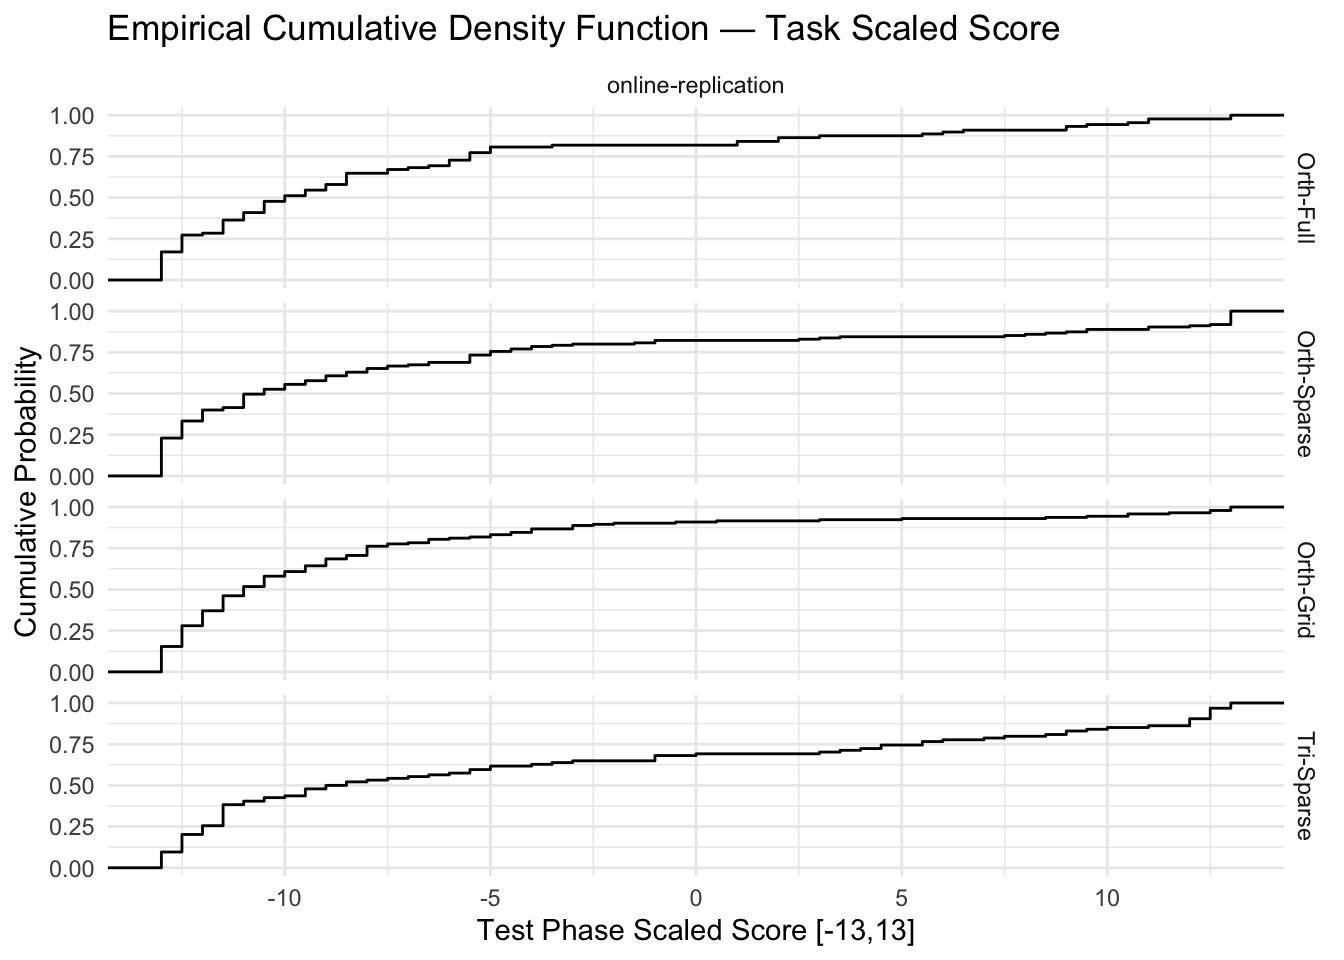 Empirical Cumulative Density Function — Task Scaled Score
online-replication
Cumulative Probability
1.00
0.75
0.50
0.25
0.00
Orth-Full
1.00
0.75
0.50
0.25
0.00
Orth-Sparse
1.00
0.75
0.50
0.25
0.00
Orth-Grid
1.00
0.75
0.50
0.25
0.00
Tri-Sparse
-10 -5 0 5 10
Test Phase Scaled Score [-13,13]